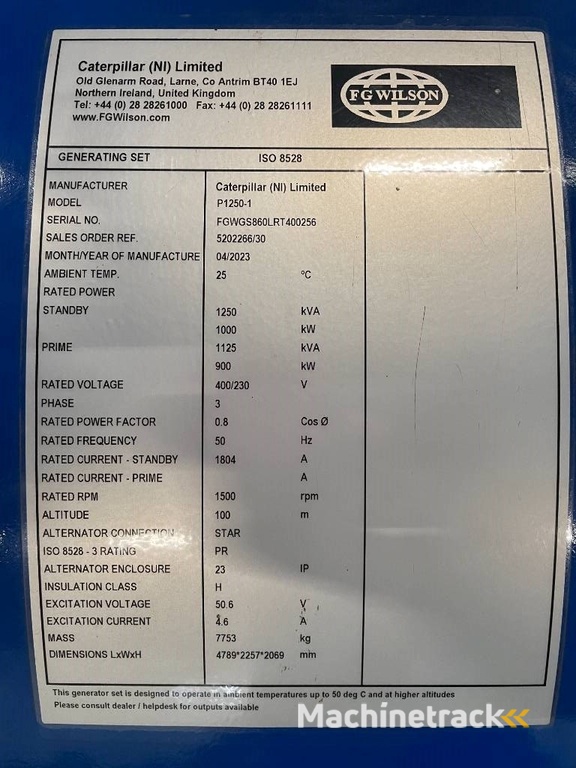 Caterpillar (NI) Limited
Old Glenarm Road, Larne, Co Antrim BT40 1EJ
Northern Ireland, United Kingdom
Tel: +44 (0) 28 28261000 Fax: +44 (0) 28 28261111
www.FGWilson.com
FG WILSON
GENERATING SET ISO 8528
MANUFACTURER Caterpillar (NI) Limited
MODEL P1250-1
SERIAL NO. FGWGS860LRT400256
SALES ORDER REF. 5202266/30
MONTH/YEAR OF MANUFACTURE 04/2023
AMBIENT TEMP. 25 °C
RATED POWER
STANDBY 1250 kVA
1000 kW
PRIME 1125 kVA
900 kW
RATED VOLTAGE 400/230 V
PHASE 3
RATED POWER FACTOR 0.8 Cos Ø
RATED FREQUENCY 50 Hz
RATED CURRENT - STANDBY 1804 A
RATED CURRENT - PRIME A
RATED RPM 1500 rpm
ALTITUDE 100 m
ALTERNATOR CONNECTION STAR
ISO 8528 - 3 RATING PR
ALTERNATOR ENCLOSURE 23 IP
INSULATION CLASS H
EXCITATION VOLTAGE 50.6 V
EXCITATION CURRENT 4.6 A
MASS 7753 kg
DIMENSIONS LxWxH 4789*2257*2069 mm
This generator set is designed to operate in ambient temperatures up to 50 deg C and at higher altitudes
Please consult dealer / helpdesk for outputs available
Machinetrack